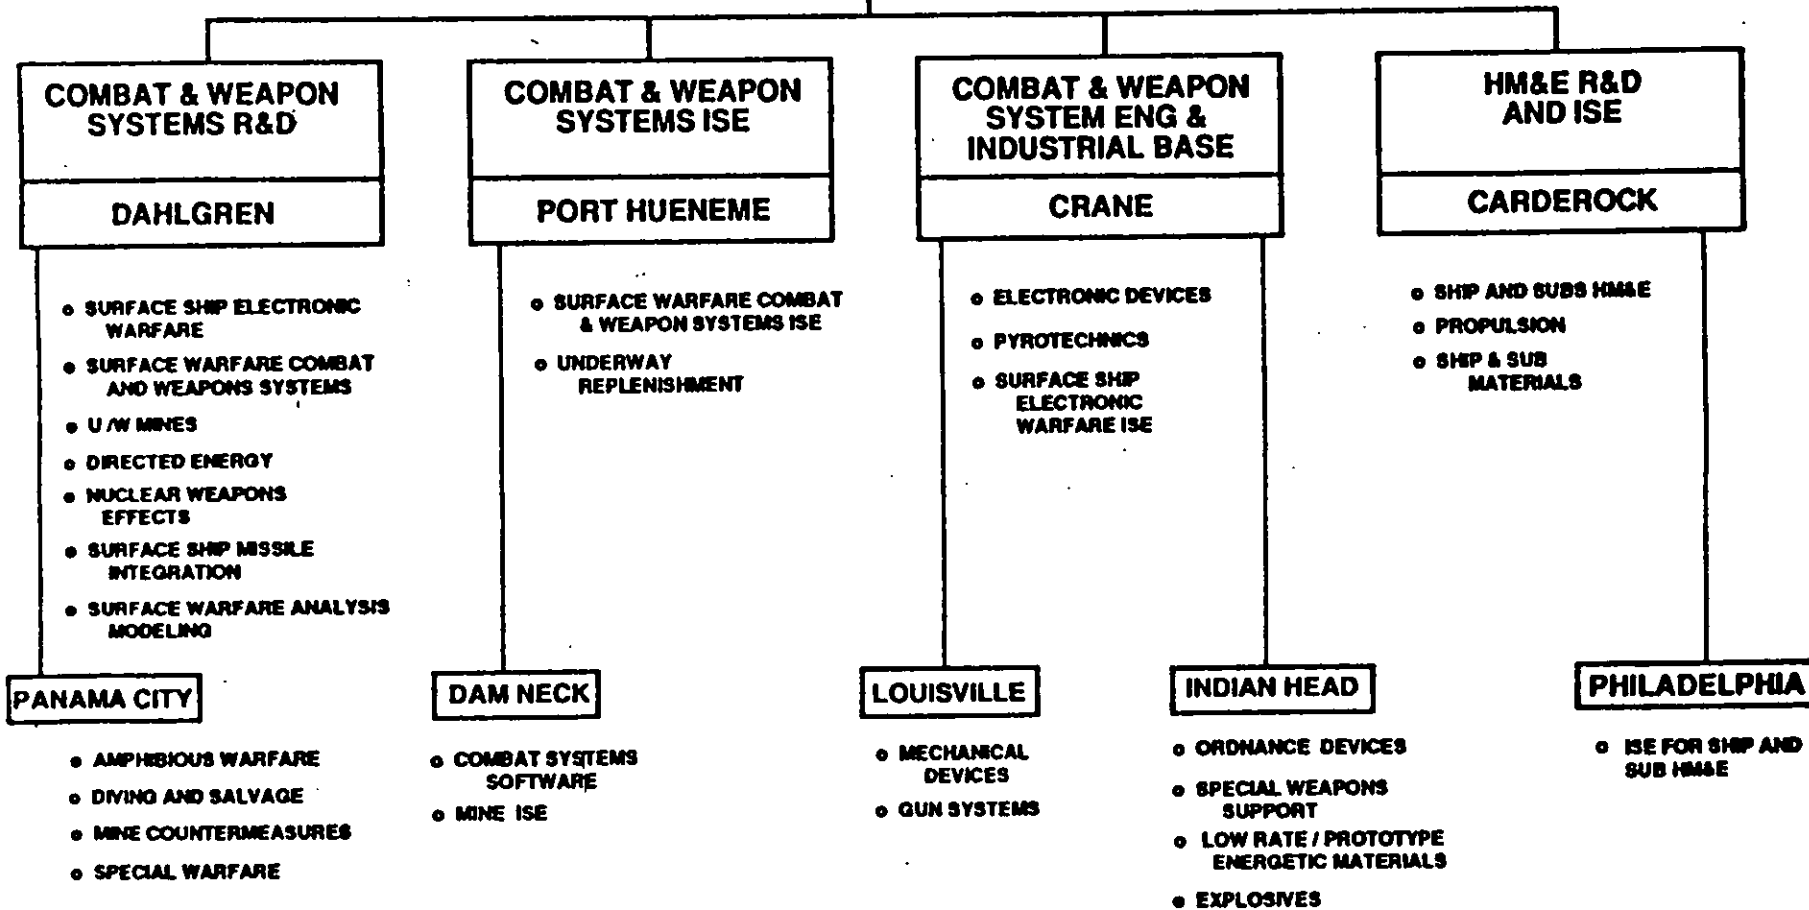 COMBAT & WEAPON
SYSTEMS R&D
DAHLGREN
o SURFACE SHIP ELECTRONIC
WARFARE
o SURFACE WARFARE COMBAT
AND WEAPONS SYSTEMS
o U/W MINES
o DIRECTED ENERGY
o NUCLEAR WEAPONS
EFFECTS
o SURFACE SHIP MISSILE
INTEGRATION
o SURFACE WARFARE ANALYSIS
MODELING
PANAMA CITY
o AMPHIBIOUS WARFARE
o DIVING AND SALVAGE
o MINE COUNTERMEASURES
o SPECIAL WARFARE
COMBAT & WEAPON
SYSTEMS ISE
PORT HUENEME
o SURFACE WARFARE COMBAT
& WEAPON SYSTEMS ISE
o UNDERWAY
REPLENISHMENT
DAM NECK
o COMBAT SYSTEMS
SOFTWARE
o MINE ISE
COMBAT & WEAPON
SYSTEM ENG &
INDUSTRIAL BASE
CRANE
o ELECTRONIC DEVICES
o PYROTECHNICS
o SURFACE SHIP
ELECTRONIC
WARFARE ISE
LOUISVILLE
o MECHANICAL
DEVICES
o GUN SYSTEMS
INDIAN HEAD
o ORDNANCE DEVICES
o SPECIAL WEAPONS
SUPPORT
o LOW RATE / PROTOTYPE
ENERGETIC MATERIALS
o EXPLOSIVES
HM&E R&D
AND ISE
CARDEROCK
o SHIP AND SUBS HM&E
o PROPULSION
o SHIP & SUB
MATERIALS
PHILADELPHIA
o ISE FOR SHIP AND
SUB HM&E